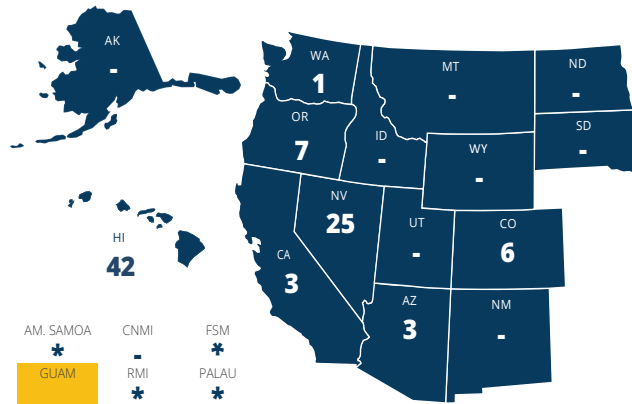 AK
-
WA
1
MT
-
ND
-
OR
7
ID
-
SD
-
WY
-
NV
25
UT
-
CO
6
HI
42
CA
3
AZ
3
NM
-
AM. SAMOA CNMI FSM
* - *
GUAM RMI PALAU
* *